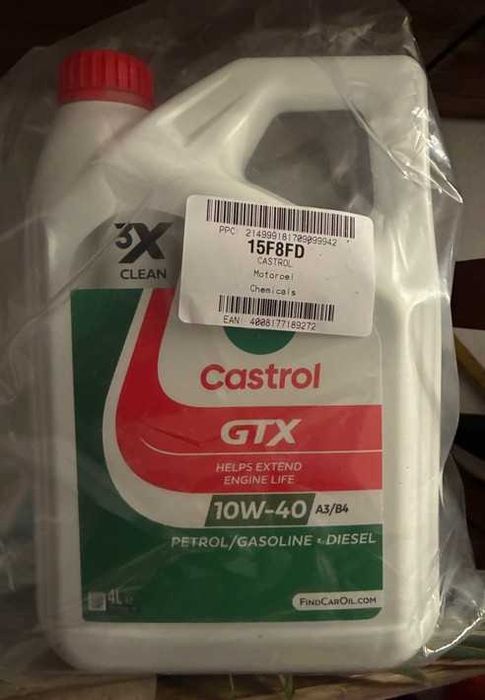 3X
CLEAN
PPC 214999181709099942
15F8FD
CASTROL
Motoroel
Chemicals
EAN: 4008177189272
Castrol
GTX
HELPS EXTEND
ENGINE LIFE
10W-40 A3/B4
PETROL/GASOLINE • DIESEL
4L
FINDCAROIL.COM